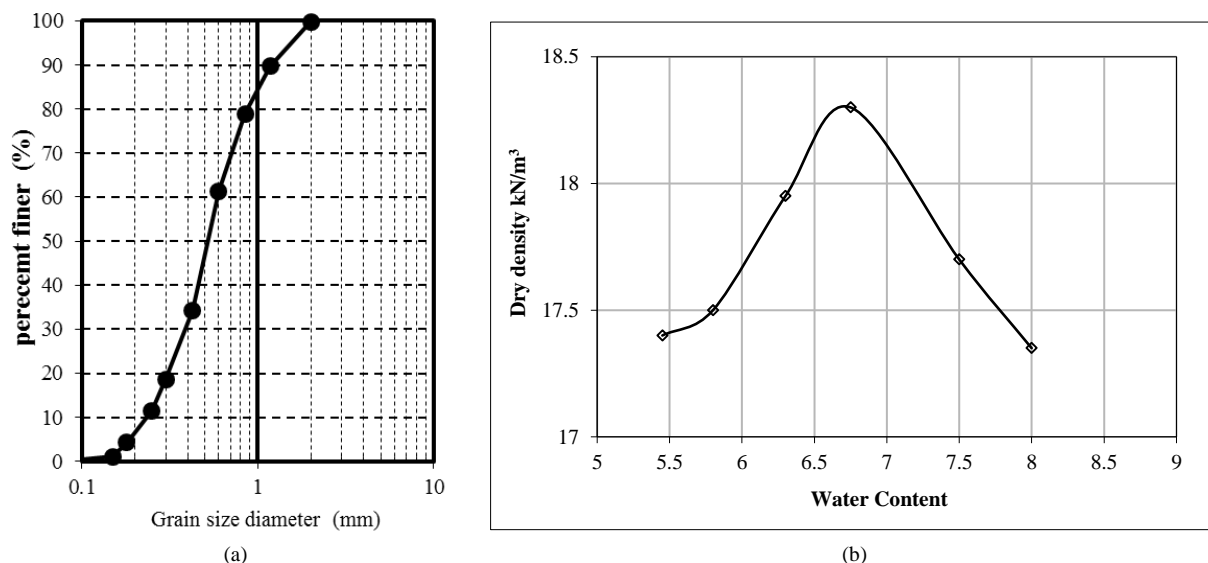 100
90
80
70
60
50
40
30
20
10
0
perecemt finer (%)
0.1 1 10
Grain size diameter (mm)
(a)
18.5
18
17.5
17
Dry density kN/m³
5 5.5 6 6.5 7 7.5 8 8.5 9
Water Content
(b)